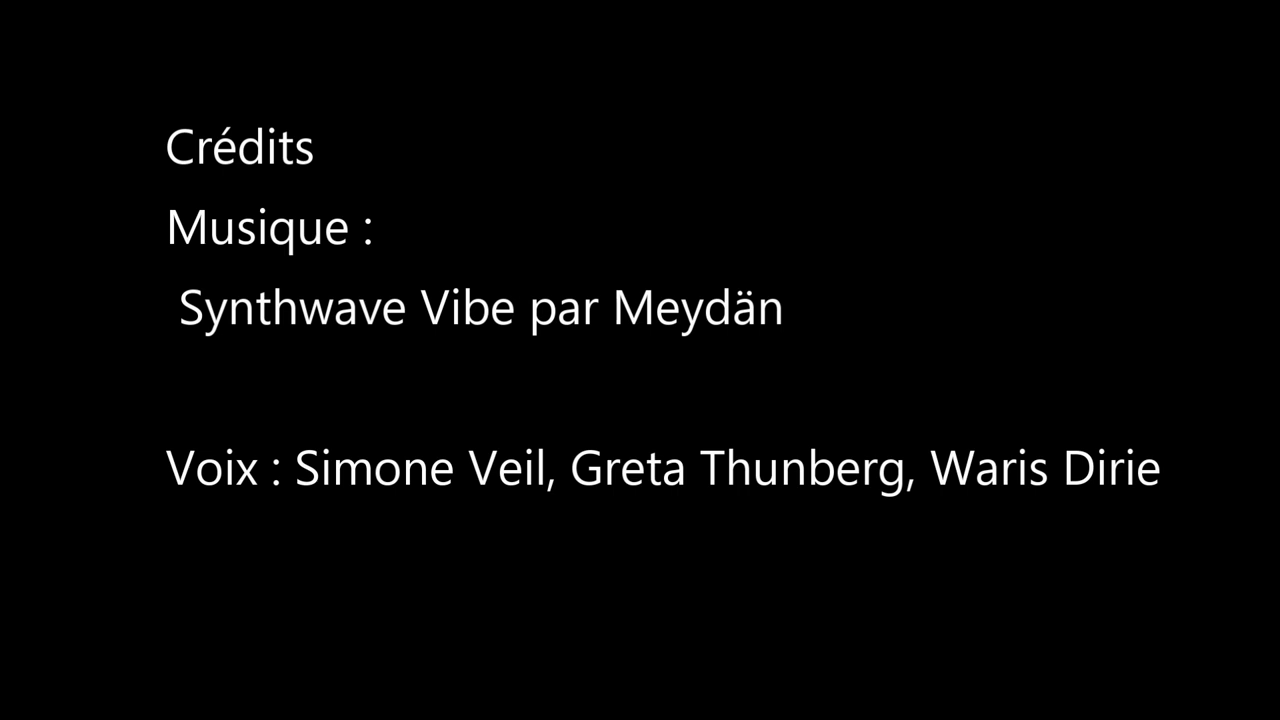 Crédits
Musique :
Synthwave Vibe par Meydän
Voix : Simone Veil, Greta Thunberg, Waris Dirie